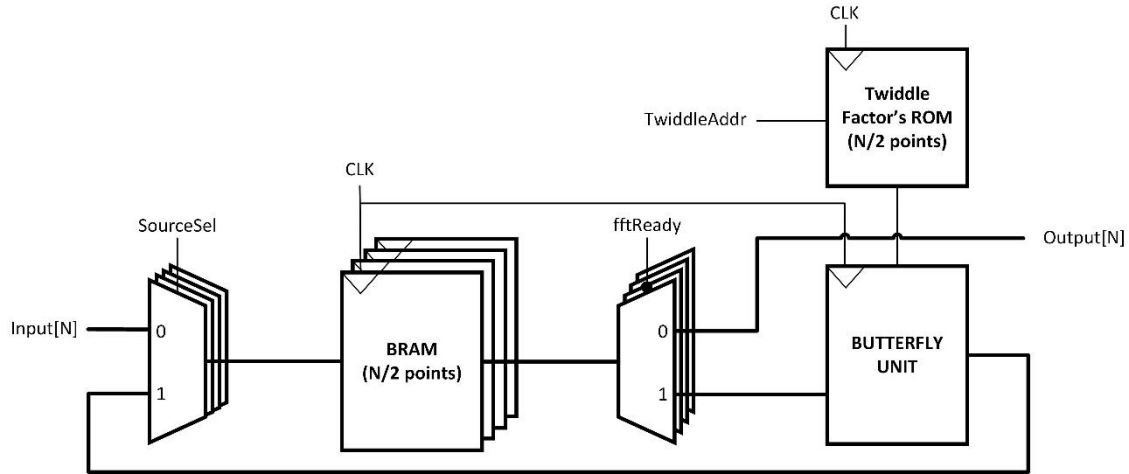 CLK
Twiddle
Factor's ROM
(N/2 points)
TwiddleAddr
CLK
SourceSel
fftReady
Output[N]
Input[N]
0
1
BRAM
(N/2 points)
0
1
BUTTERFLY
UNIT